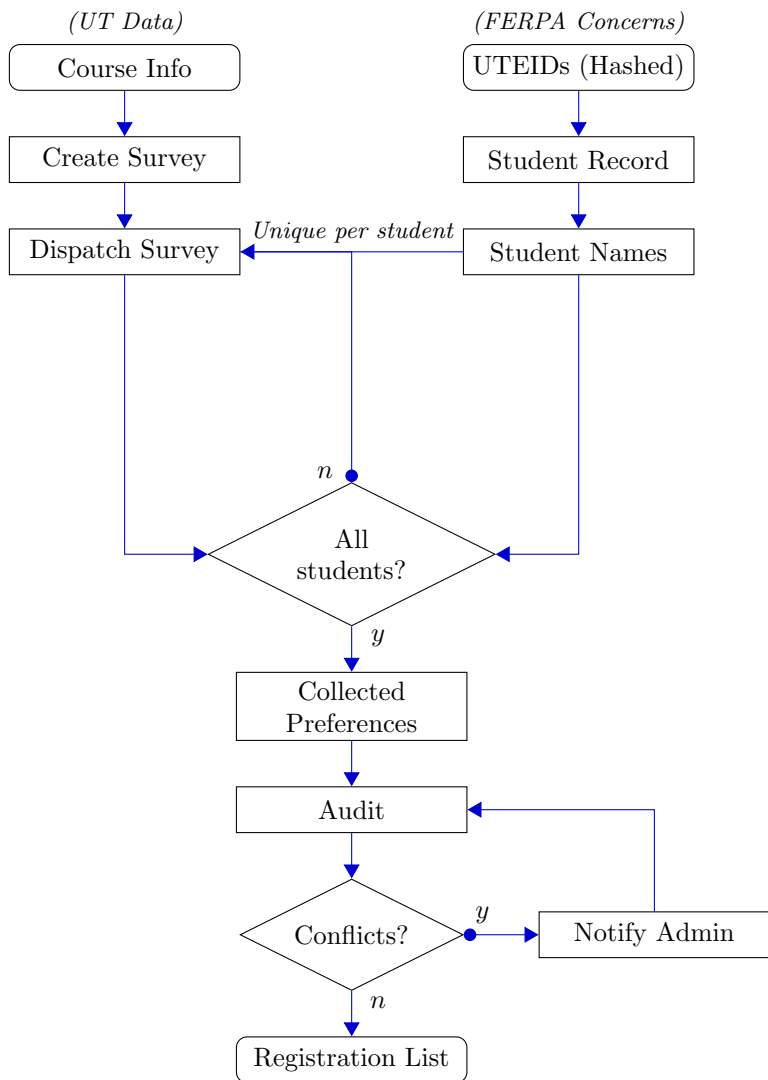 (UT Data)
(FERPA Concerns)
Course Info
UTEIDs (Hashed)
Create Survey
Student Record
Unique per student
Dispatch Survey
Student Names
n
All
students?
y
Collected
Preferences
Audit
y
Conflicts?
Notify Admin
n
Registration List